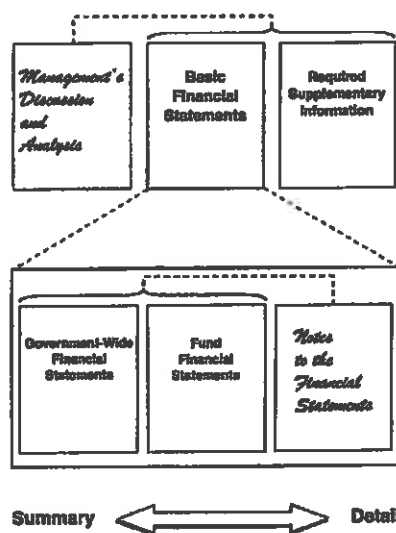 Management's
Discussion
and
Analysis
Basic
Financial
Statements
Required
Supplementary
Information
Government-Wide
Financial
Statements
Fund
Financial
Statements
Notes
to the
Financial
Statements
Summary
Detail